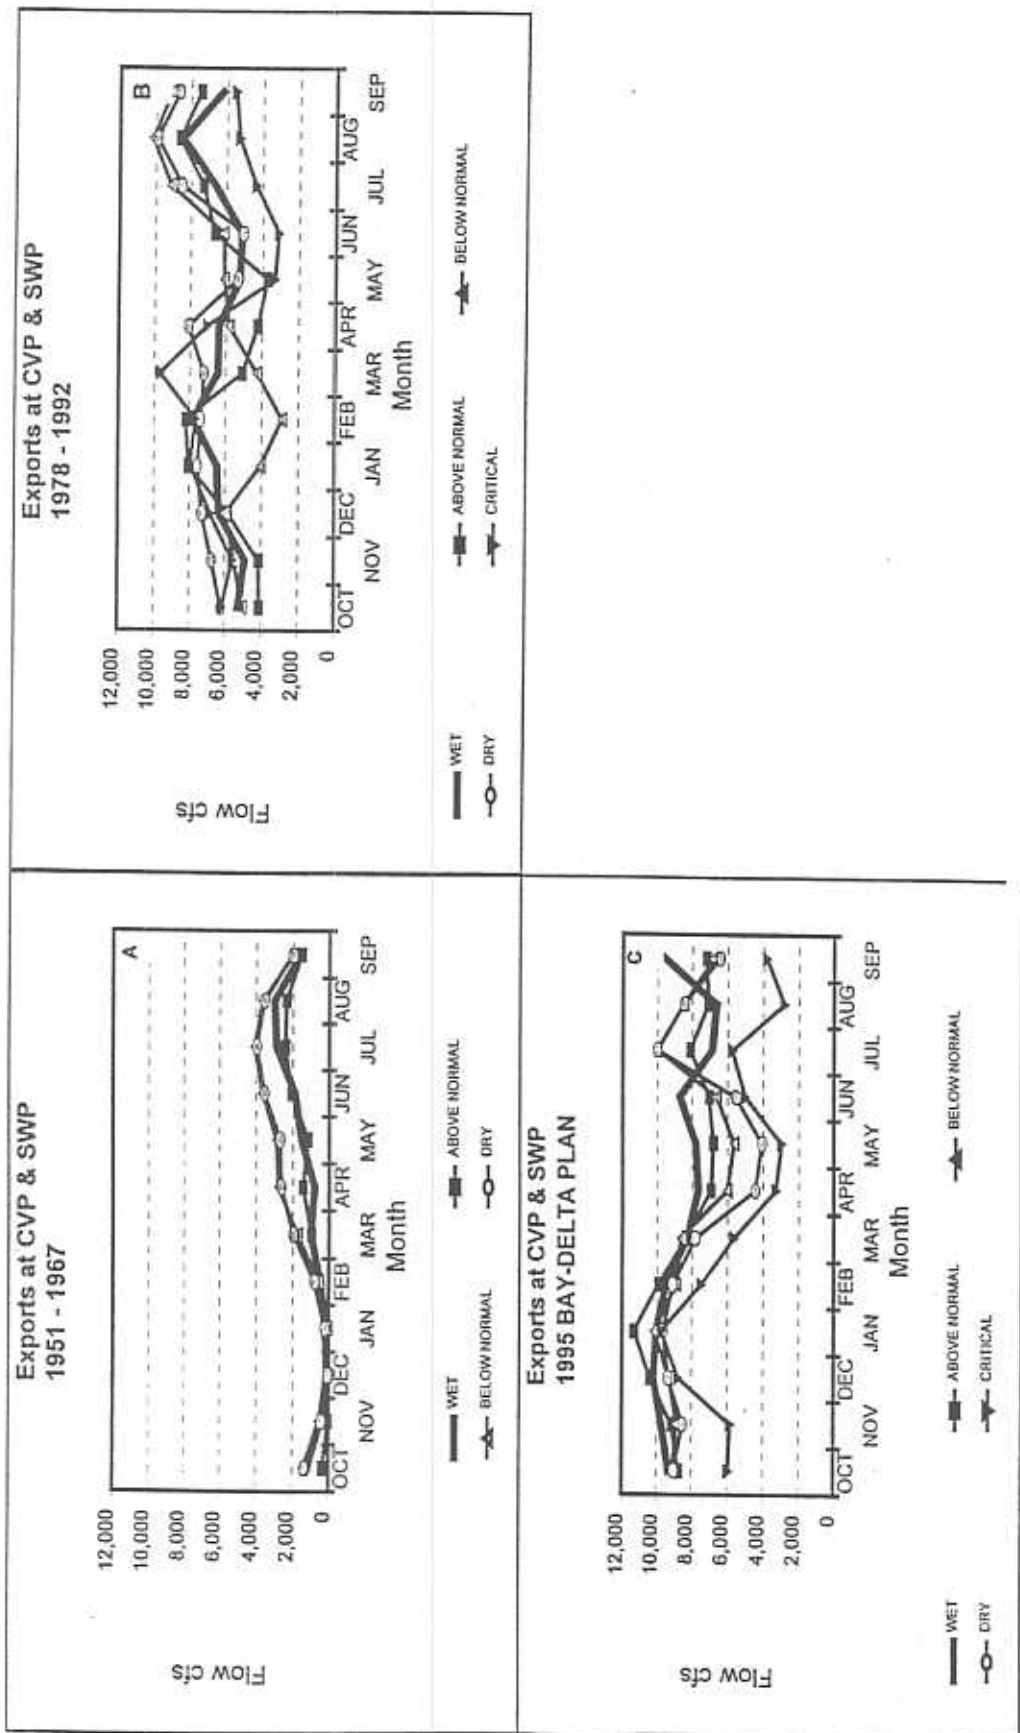 Exports at CVP & SWP
1951 - 1967
A
Flow cfs
12,000
10,000
8,000
6,000
4,000
2,000
0
OCT NOV DEC JAN FEB MAR APR MAY JUN JUL AUG SEP
Month
WET ABOVE NORMAL
BELOW NORMAL DRY
Exports at CVP & SWP
1978 - 1992
B
Flow cfs
12,000
10,000
8,000
6,000
4,000
2,000
0
OCT NOV DEC JAN FEB MAR APR MAY JUN JUL AUG SEP
Month
WET ABOVE NORMAL BELOW NORMAL
DRY CRITICAL
Exports at CVP & SWP
1995 BAY-DELTA PLAN
C
Flow cfs
12,000
10,000
8,000
6,000
4,000
2,000
0
OCT NOV DEC JAN FEB MAR APR MAY JUN JUL AUG SEP
Month
WET ABOVE NORMAL BELOW NORMAL
DRY CRITICAL